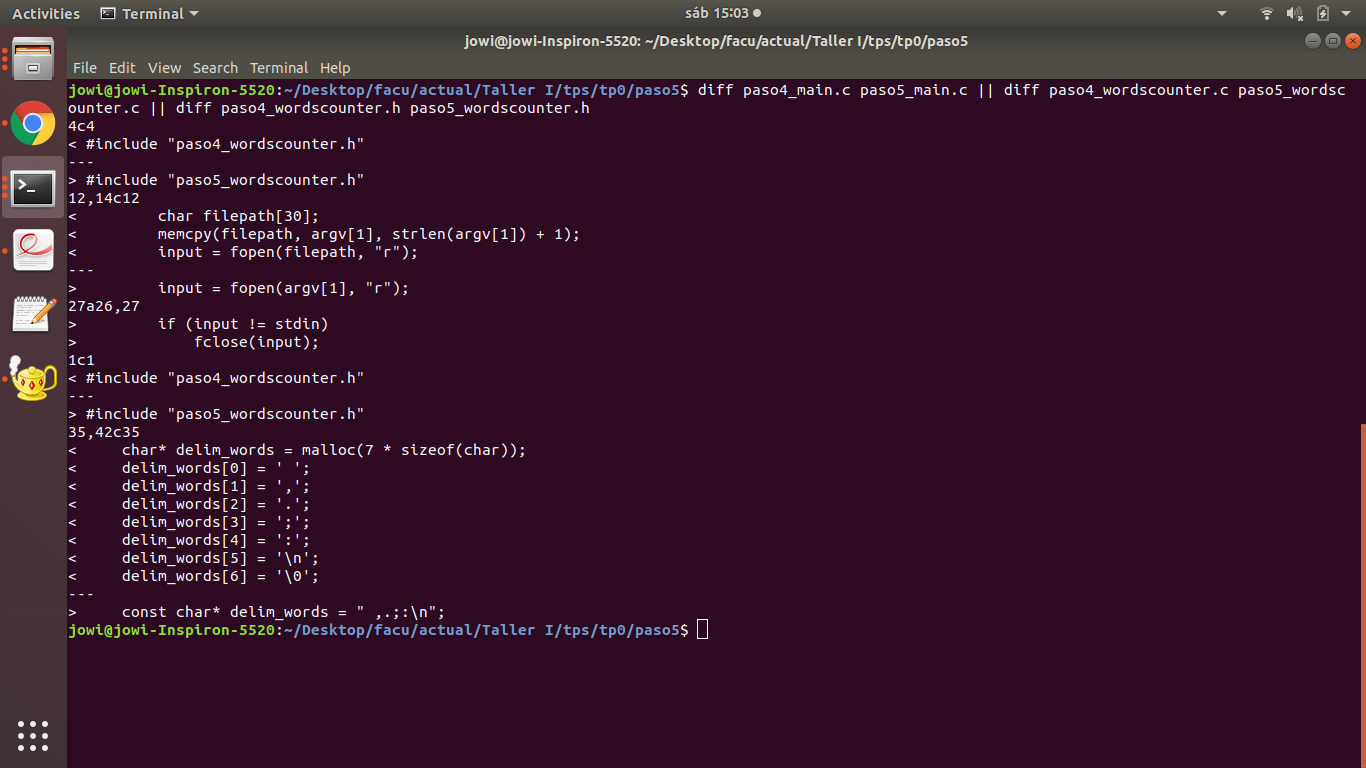 Activities Terminal sáb 15:03
jowi@jowi-Inspiron-5520: ~/Desktop/facu/actual/Taller I/tps/tp0/paso5
File Edit View Search Terminal Help
jowi@jowi-Inspiron-5520:~/Desktop/facu/actual/Taller I/tps/tp0/paso5$ diff paso4_main.c paso5_main.c || diff paso4_wordscounter.c paso5_wordsc
ounter.c || diff paso4_wordscounter.h paso5_wordscounter.h
4c4
< #include "paso4_wordscounter.h"
---
> #include "paso5_wordscounter.h"
12,14c12
<         char filepath[30];
<         memcpy(filepath, argv[1], strlen(argv[1]) + 1);
<         input = fopen(filepath, "r");
---
>         input = fopen(argv[1], "r");
27a26,27
>         if (input != stdin)
>             fclose(input);
1c1
< #include "paso4_wordscounter.h"
---
> #include "paso5_wordscounter.h"
35,42c35
<     char* delim_words = malloc(7 * sizeof(char));
<     delim_words[0] = ' ';
<     delim_words[1] = ',';
<     delim_words[2] = '.';
<     delim_words[3] = ';';
<     delim_words[4] = ':';
<     delim_words[5] = '\n';
<     delim_words[6] = '\0';
---
>     const char* delim_words = " ,.;:\n";
jowi@jowi-Inspiron-5520:~/Desktop/facu/actual/Taller I/tps/tp0/paso5$